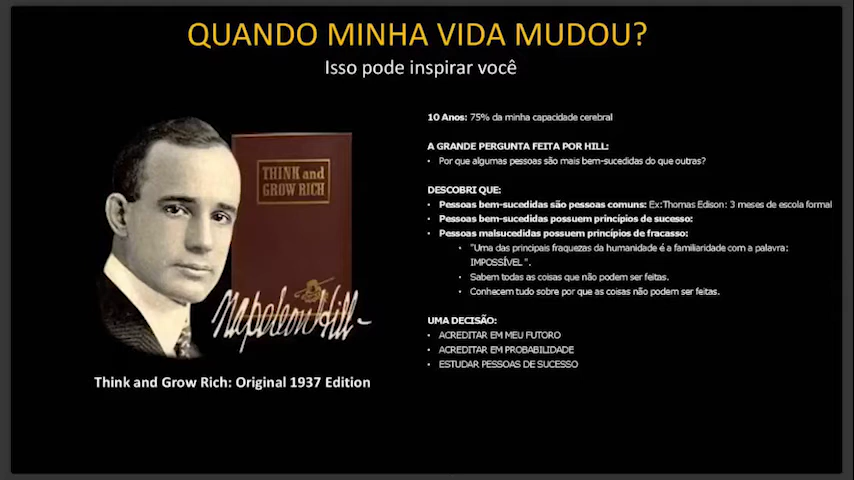 QUANDO MINHA VIDA MUDOU?
Isso pode inspirar você
THINK and
GROW RICH
Napoleon Hill
Think and Grow Rich: Original 1937 Edition
10 Anos: 75% da minha capacidade cerebral
A GRANDE PERGUNTA FEITA POR HILL:
• Por que algumas pessoas são mais bem-sucedidas do que outras?
DESCOBRI QUE:
• Pessoas bem-sucedidas são pessoas comuns: Ex:Thomas Edison: 3 meses de escola formal
• Pessoas bem-sucedidas possuem princípios de sucesso:
• Pessoas malsucedidas possuem princípios de fracasso:
• "Uma das principais fraquezas da humanidade é a familiaridade com a palavra:
IMPOSSÍVEL ".
• Sabem todas as coisas que não podem ser feitas.
• Conhecem tudo sobre por que as coisas não podem ser feitas.
UMA DECISÃO:
• ACREDITAR EM MEU FUTORO
• ACREDITAR EM PROBABILIDADE
• ESTUDAR PESSOAS DE SUCESSO